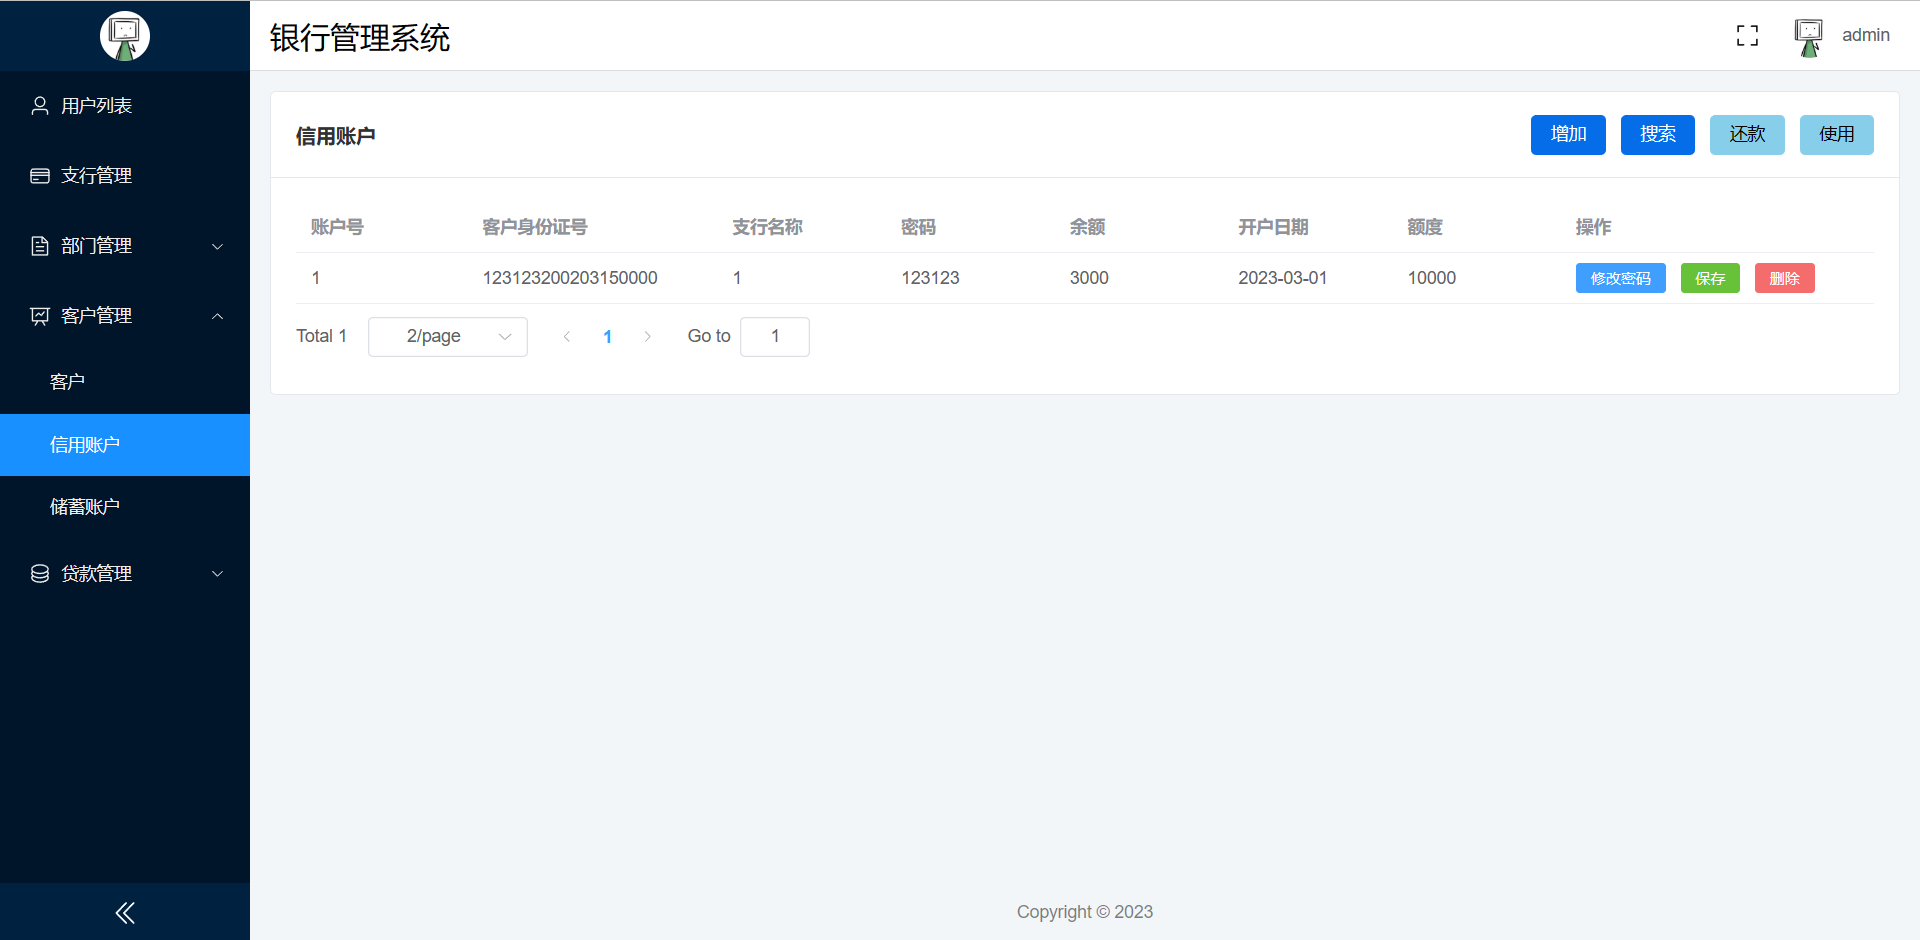 银行管理系统
admin
用户列表
支行管理
部门管理
客户管理
客户
信用账户
储蓄账户
贷款管理
信用账户
增加 搜索 还款 使用
账户号 客户身份证号 支行名称 密码 余额 开户日期 额度 操作
1 123123200203150000 1 123123 3000 2023-03-01 10000 修改密码 保存 删除
Total 1 2/page 1 Go to 1
Copyright © 2023